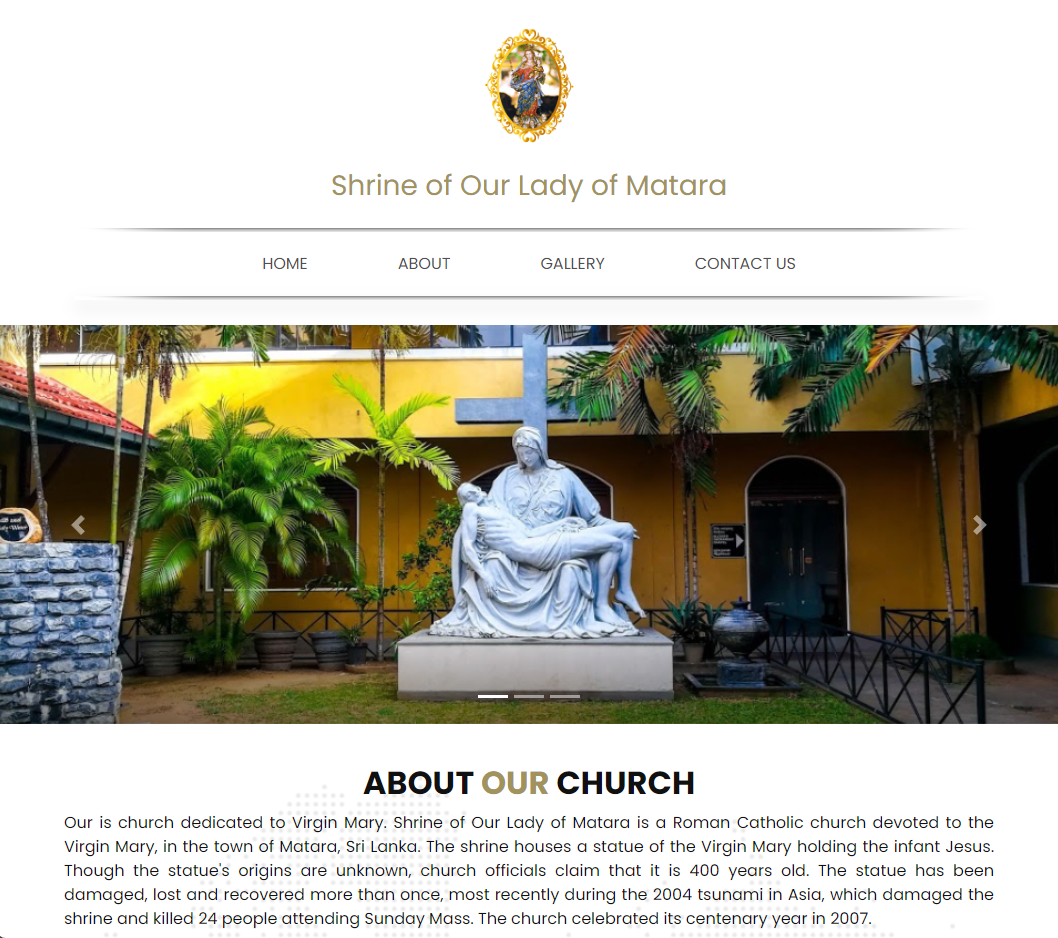 Shrine of Our Lady of Matara
HOME ABOUT GALLERY CONTACT US
ABOUT OUR CHURCH
Our is church dedicated to Virgin Mary. Shrine of Our Lady of Matara is a Roman Catholic church devoted to the
Virgin Mary, in the town of Matara, Sri Lanka. The shrine houses a statue of the Virgin Mary holding the infant Jesus.
Though the statue's origins are unknown, church officials claim that it is 400 years old. The statue has been
damaged, lost and recovered more than once, most recently during the 2004 tsunami in Asia, which damaged the
shrine and killed 24 people attending Sunday Mass. The church celebrated its centenary year in 2007.